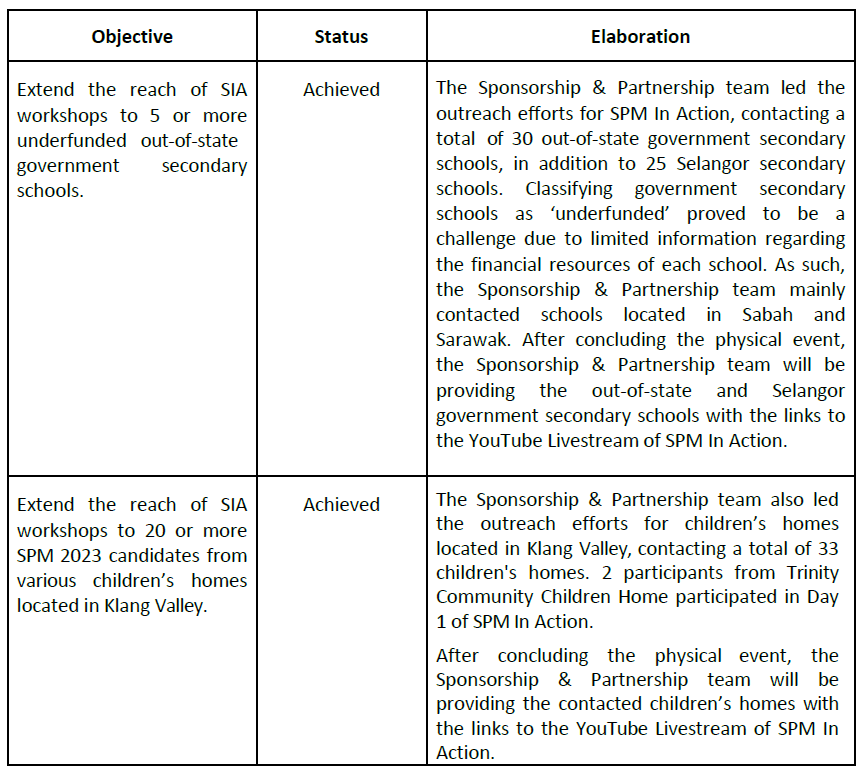 Objective
Status
Elaboration
Extend the reach of SIA
workshops to 5 or more
underfunded out-of-state
government secondary
schools.
Achieved
The Sponsorship & Partnership team led the
outreach efforts for SPM In Action, contacting a
total of 30 out-of-state government secondary
schools, in addition to 25 Selangor secondary
schools. Classifying government secondary
schools as ‘underfunded’ proved to be a
challenge due to limited information regarding
the financial resources of each school. As such,
the Sponsorship & Partnership team mainly
contacted schools located in Sabah and
Sarawak. After concluding the physical event,
the Sponsorship & Partnership team will be
providing the out-of-state and Selangor
government secondary schools with the links to
the YouTube Livestream of SPM In Action.
Extend the reach of SIA
workshops to 20 or more
SPM 2023 candidates from
various children’s homes
located in Klang Valley.
Achieved
The Sponsorship & Partnership team also led
the outreach efforts for children’s homes
located in Klang Valley, contacting a total of 33
children's homes. 2 participants from Trinity
Community Children Home participated in Day
1 of SPM In Action.
After concluding the physical event, the
Sponsorship & Partnership team will be
providing the contacted children’s homes with
the links to the YouTube Livestream of SPM In
Action.